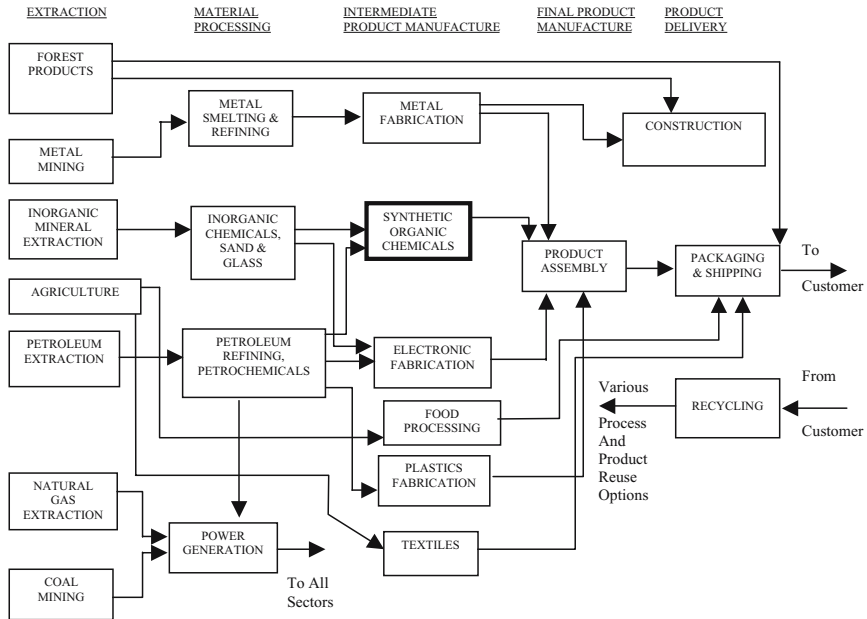 EXTRACTION
MATERIAL
PROCESSING
INTERMEDIATE
PRODUCT MANUFACTURE
FINAL PRODUCT
MANUFACTURE
PRODUCT
DELIVERY
FOREST
PRODUCTS
METAL
SMELTING &
REFINING
METAL
FABRICATION
CONSTRUCTION
METAL
MINING
INORGANIC
MINERAL
EXTRACTION
INORGANIC
CHEMICALS,
SAND &
GLASS
SYNTHETIC
ORGANIC
CHEMICALS
PRODUCT
ASSEMBLY
PACKAGING
& SHIPPING
To
Customer
AGRICULTURE
PETROLEUM
EXTRACTION
PETROLEUM
REFINING,
PETROCHEMICALS
ELECTRONIC
FABRICATION
FOOD
PROCESSING
Various
Process
And
Product
Reuse
Options
RECYCLING
From
Customer
PLASTICS
FABRICATION
NATURAL
GAS
EXTRACTION
POWER
GENERATION
TEXTILES
To All
Sectors
COAL
MINING